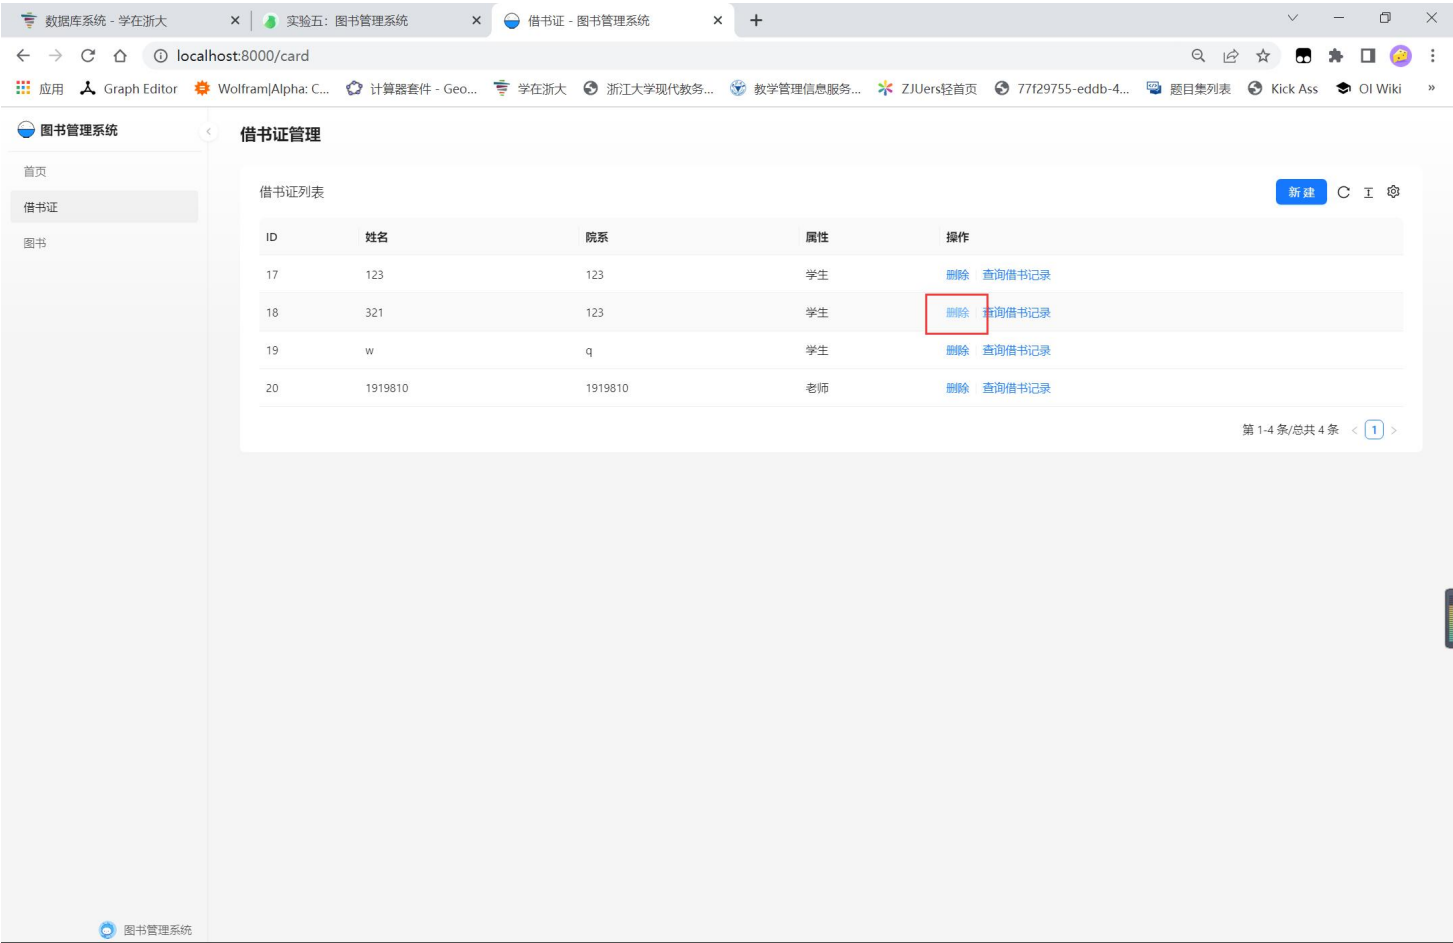 数据库系统 - 学在浙大
实验五：图书管理系统
借书证 - 图书管理系统
localhost:8000/card
应用
Graph Editor
Wolfram|Alpha: C...
计算器套件 - Geo...
学在浙大
浙江大学现代教务...
教学管理信息服务...
ZJUers轻首页
77f29755-eddb-4...
题目集列表
Kick Ass
OI Wiki
»
图书管理系统
首页
借书证
图书
借书证管理
借书证列表
新 建
ID 姓名 院系 属性 操作
17 123 123 学生 删除 查询借书记录
18 321 123 学生 删除 查询借书记录
19 w q 学生 删除 查询借书记录
20 1919810 1919810 老师 删除 查询借书记录
第 1-4 条/总共 4 条 < 1 >
图书管理系统